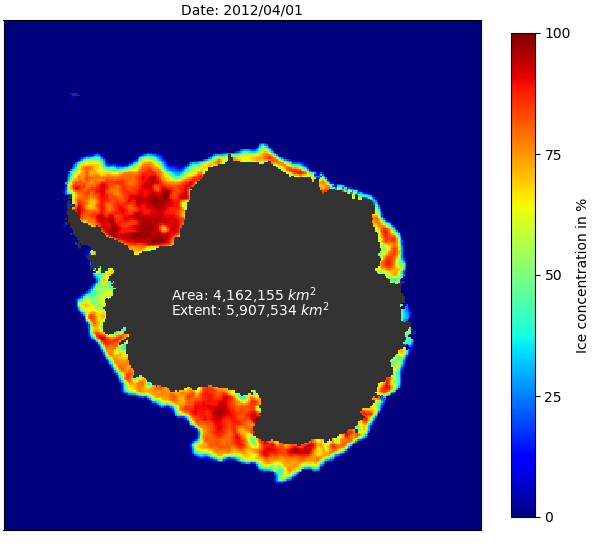 Date: 2012/04/01
100
75
50
25
0
Ice concentration in %
Area: 4,162,155 km²
Extent: 5,907,534 km²